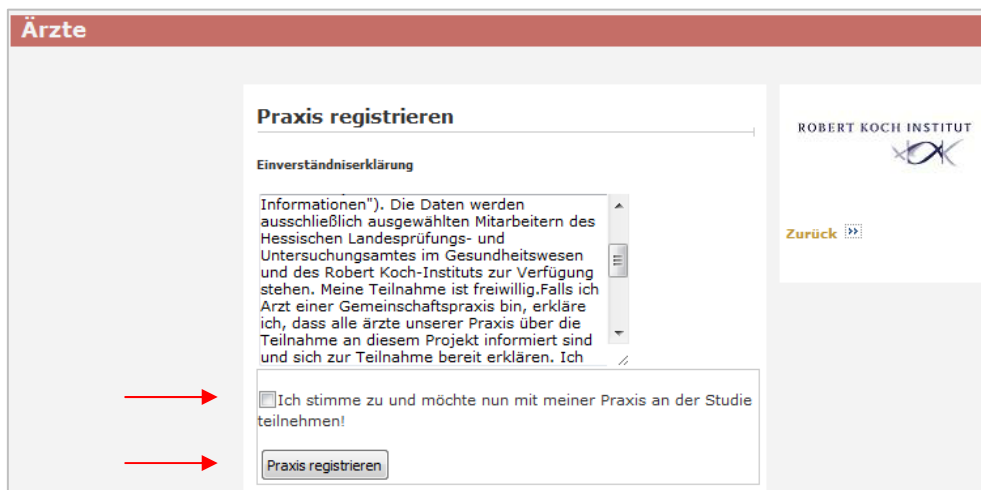 Ärzte
Praxis registrieren
Einverständniserklärung
Informationen"). Die Daten werden
ausschließlich ausgewählten Mitarbeitern des
Hessischen Landesprüfungs- und
Untersuchungsamtes im Gesundheitswesen
und des Robert Koch-Instituts zur Verfügung
stehen. Meine Teilnahme ist freiwillig.Falls ich
Arzt einer Gemeinschaftspraxis bin, erkläre
ich, dass alle ärzte unserer Praxis über die
Teilnahme an diesem Projekt informiert sind
und sich zur Teilnahme bereit erklären. Ich
Ich stimme zu und möchte nun mit meiner Praxis an der Studie
teilnehmen!
Praxis registrieren
ROBERT KOCH INSTITUT
Zurück